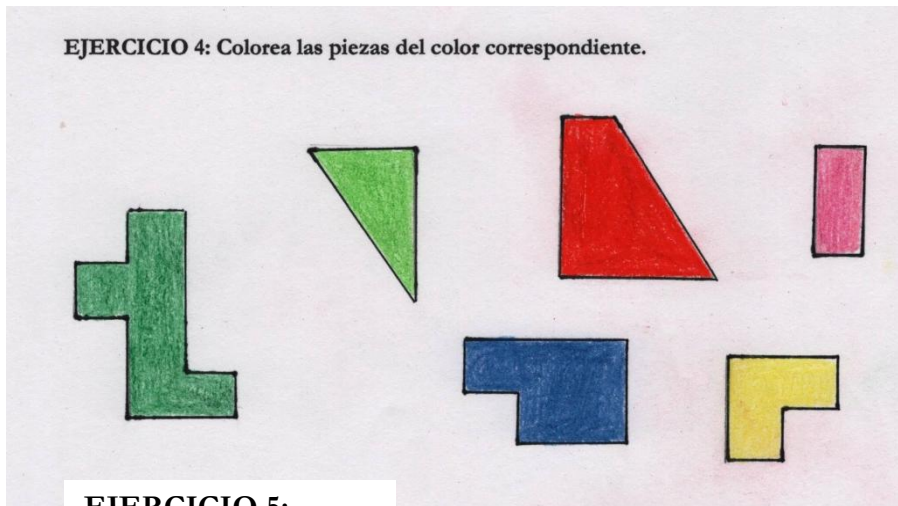 EJERCICIO 4: Colorea las piezas del color correspondiente.
EJERCICIO 5: